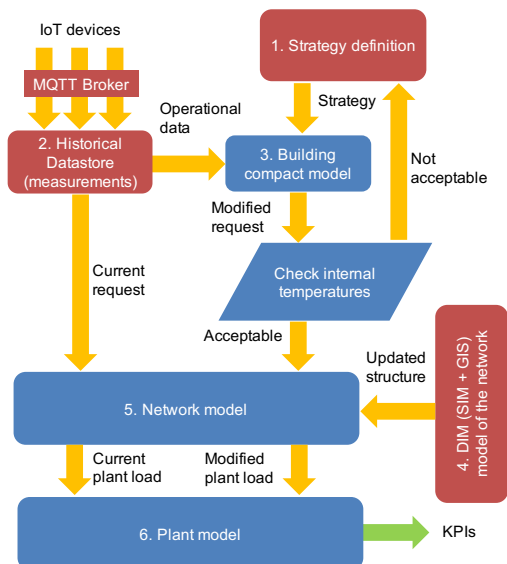 IoT devices
MQTT Broker
1. Strategy definition
Operational
data
Strategy
2. Historical
Datastore
(measurements)
3. Building
compact model
Not
acceptable
Modified
request
Current
request
Check internal
temperatures
Acceptable
Updated
structure
4. DIM (SIM + GIS)
model of the network
5. Network model
Current
plant load
Modified
plant load
6. Plant model
KPIs